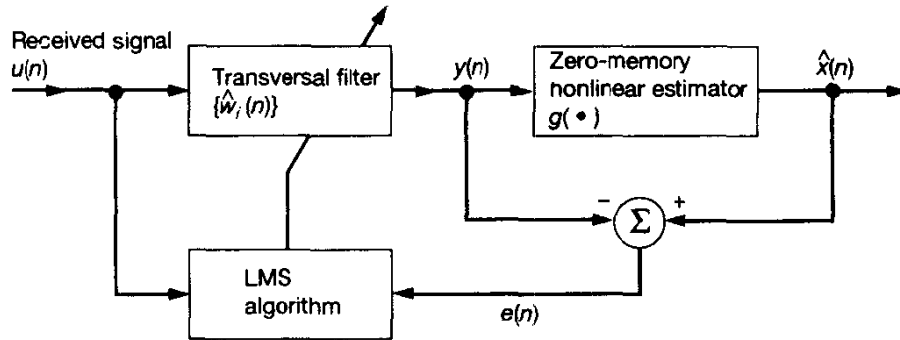 Received signal
u(n)
Transversal filter
{ŵᵢ(n)}
y(n)
Zero-memory
nonlinear estimator
g( • )
x̂(n)
− +
Σ
LMS
algorithm
e(n)